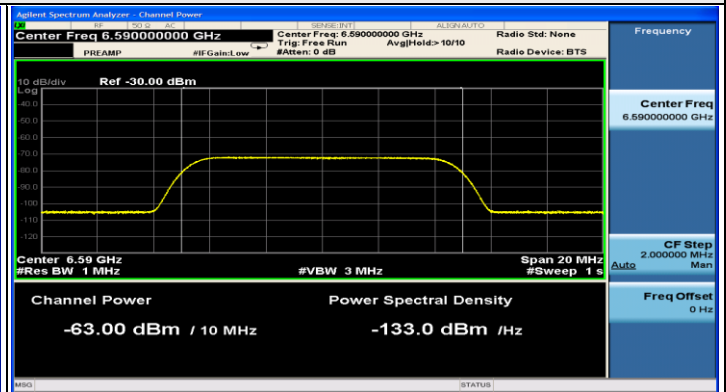 Agilent Spectrum Analyzer - Channel Power
LXI RF 50 Ω AC SENSE:INT ALIGN AUTO
Center Freq 6.590000000 GHz
Center Freq: 6.590000000 GHz
Radio Std: None
Trig: Free Run Avg|Hold:> 10/10
PREAMP #IFGain:Low #Atten: 0 dB Radio Device: BTS
10 dB/div Ref -30.00 dBm
Log
-40.0
-50.0
-60.0
-70.0
-80.0
-90.0
-100
-110
-120
Center 6.59 GHz Span 20 MHz
#Res BW 1 MHz #VBW 3 MHz #Sweep 1 s
Channel Power Power Spectral Density
-63.00 dBm / 10 MHz -133.0 dBm /Hz
MSG STATUS
Frequency
Center Freq
6.590000000 GHz
CF Step
2.000000 MHz
Auto Man
Freq Offset
0 Hz